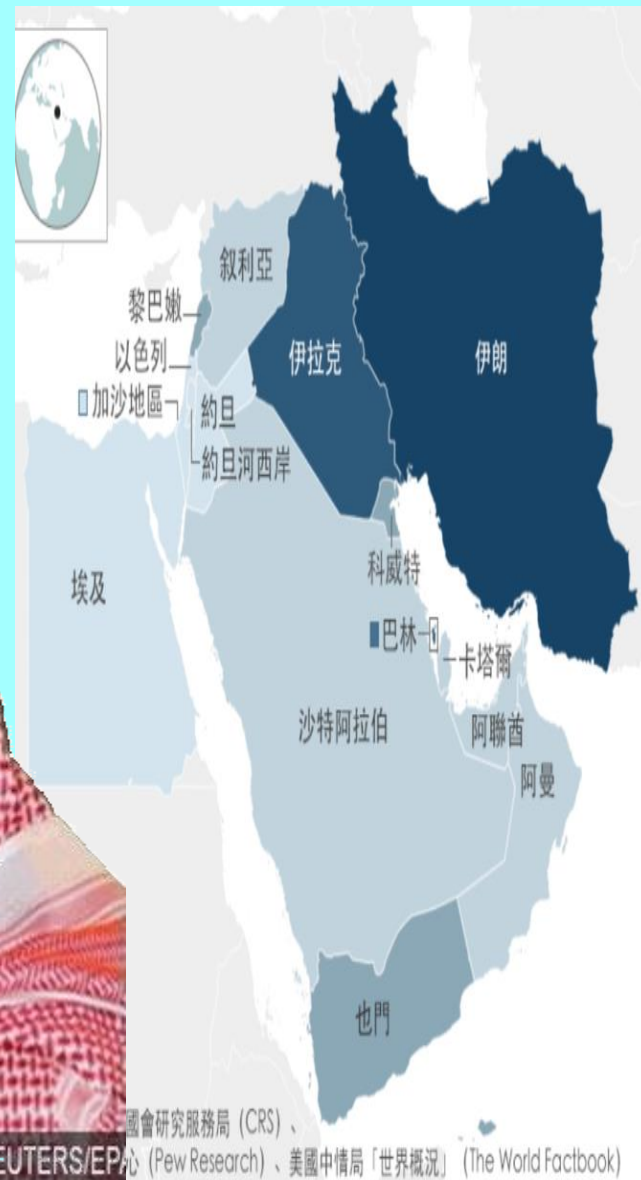 叙利亞
黎巴嫩
以色列
加沙地區
約旦
約旦河西岸
伊拉克
伊朗
埃及
科威特
巴林
卡塔爾
沙特阿拉伯
阿聯酋
阿曼
也門
國會研究服務局 (CRS)、
EUTERS/EPA
心 (Pew Research)、美國中情局「世界概況」 (The World Factbook)